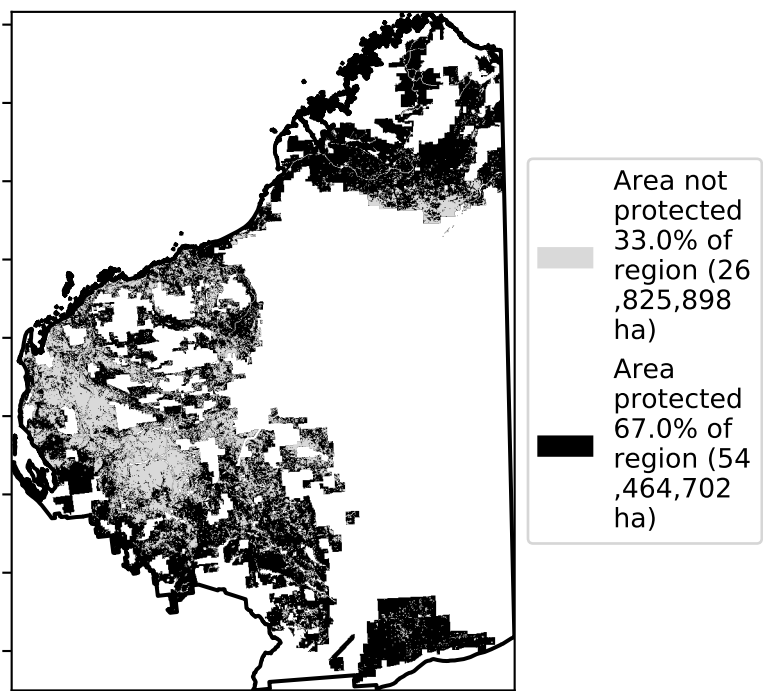 Area not
protected
33.0% of
region (26
,825,898
ha)
Area
protected
67.0% of
region (54
,464,702
ha)